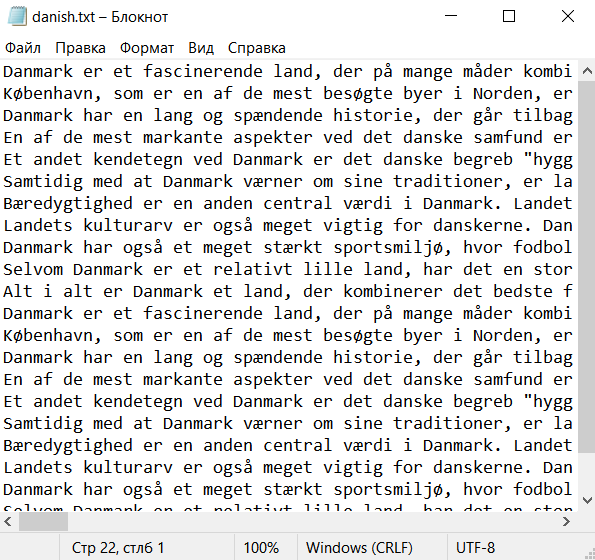 danish.txt – Блокнот
Файл Правка Формат Вид Справка
Danmark er et fascinerende land, der på mange måder kombi
København, som er en af de mest besøgte byer i Norden, er
Danmark har en lang og spændende historie, der går tilbag
En af de mest markante aspekter ved det danske samfund er
Et andet kendetegn ved Danmark er det danske begreb "hygg
Samtidig med at Danmark værner om sine traditioner, er la
Bæredygtighed er en anden central værdi i Danmark. Landet
Landets kulturarv er også meget vigtig for danskerne. Dan
Danmark har også et meget stærkt sportsmiljø, hvor fodbol
Selvom Danmark er et relativt lille land, har det en stor
Alt i alt er Danmark et land, der kombinerer det bedste f
Danmark er et fascinerende land, der på mange måder kombi
København, som er en af de mest besøgte byer i Norden, er
Danmark har en lang og spændende historie, der går tilbag
En af de mest markante aspekter ved det danske samfund er
Et andet kendetegn ved Danmark er det danske begreb "hygg
Samtidig med at Danmark værner om sine traditioner, er la
Bæredygtighed er en anden central værdi i Danmark. Landet
Landets kulturarv er også meget vigtig for danskerne. Dan
Danmark har også et meget stærkt sportsmiljø, hvor fodbol
Selvom Danmark er et relativt lille land, har det en stor
Стр 22, стлб 1 100% Windows (CRLF) UTF-8